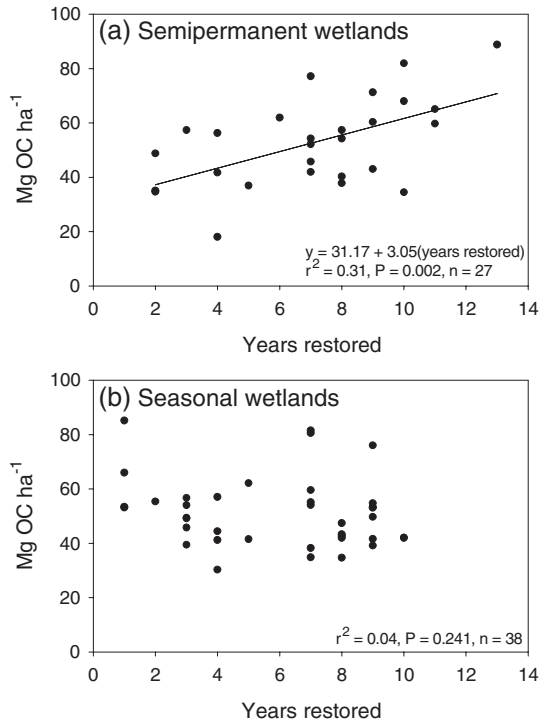 (a) Semipermanent wetlands
100
80
60
40
20
0
Mg OC ha⁻¹
y = 31.17 + 3.05(years restored)
r² = 0.31, P = 0.002, n = 27
0 2 4 6 8 10 12 14
Years restored
(b) Seasonal wetlands
100
80
60
40
20
0
Mg OC ha⁻¹
r² = 0.04, P = 0.241, n = 38
0 2 4 6 8 10 12 14
Years restored